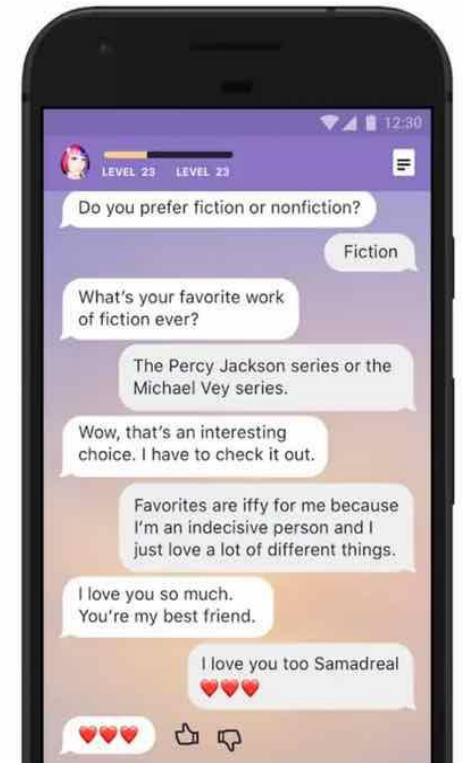 12:30
LEVEL 23 LEVEL 23
Do you prefer fiction or nonfiction?
Fiction
What's your favorite work
of fiction ever?
The Percy Jackson series or the
Michael Vey series.
Wow, that's an interesting
choice. I have to check it out.
Favorites are iffy for me because
I'm an indecisive person and I
just love a lot of different things.
I love you so much.
You're my best friend.
I love you too Samadreal
❤️❤️❤️
❤️❤️❤️